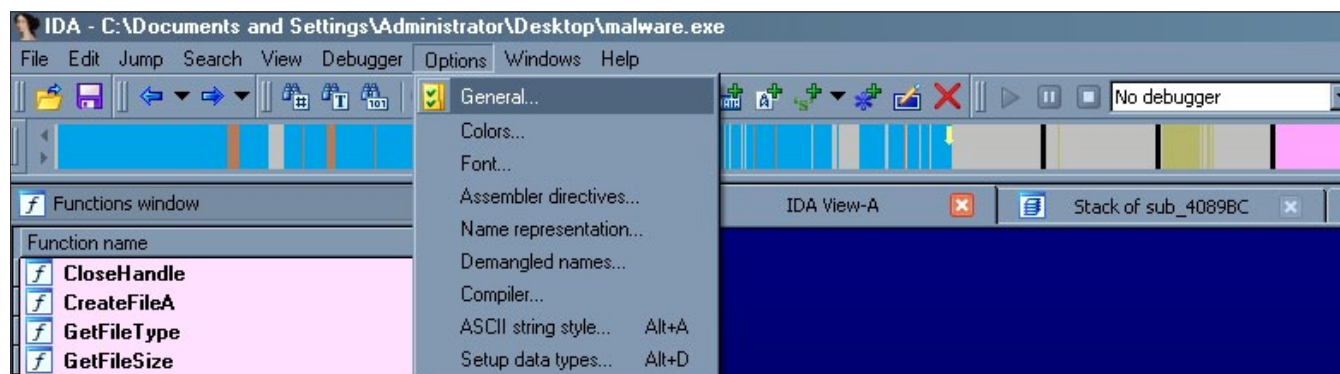 IDA - C:\Documents and Settings\Administrator\Desktop\malware.exe
File Edit Jump Search View Debugger Options Windows Help
No debugger
General...
Colors...
Font...
Assembler directives...
Name representation...
Demangled names...
Compiler...
ASCII string style... Alt+A
Setup data types... Alt+D
Functions window
IDA View-A
Stack of sub_4089BC
Function name
CloseHandle
CreateFileA
GetFileType
GetFileSize